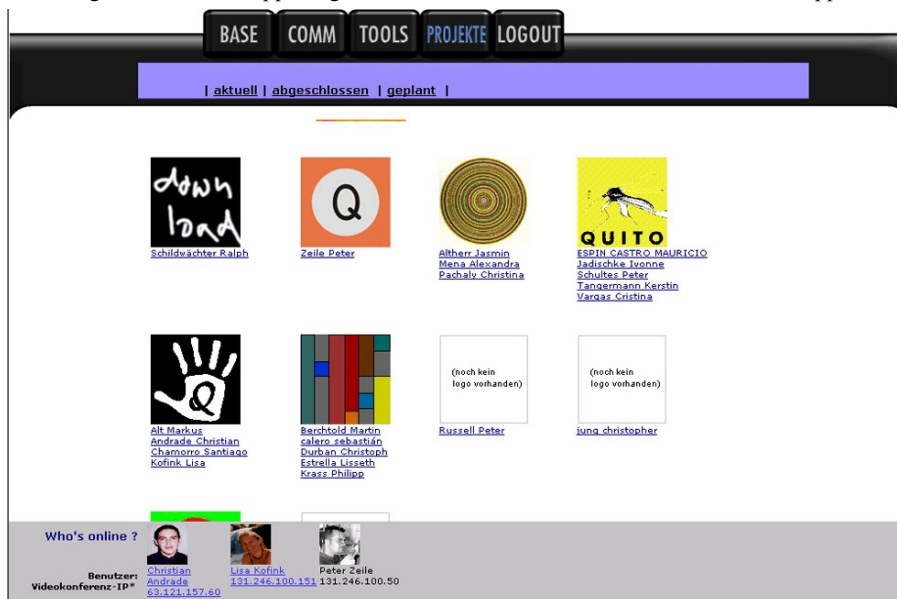 BASE COMM TOOLS PROJEKTE LOGOUT
| aktuell | abgeschlossen | geplant |
down
load
Schildwächter Ralph
Q
Zeile Peter
Altherr Jasmin
Mena Alexandra
Pachaly Christina
QUITO
ESPIN CASTRO MAURICIO
Jadischke Ivonne
Schultes Peter
Tangermann Kerstin
Vargas Cristina
Q
Alt Markus
Andrade Christian
Chamorro Santiago
Kofink Lisa
Berchtold Martin
calero sebastián
Durban Christoph
Estrella Lisseth
Krass Philipp
(noch kein
logo vorhanden)
Russell Peter
(noch kein
logo vorhanden)
jung christopher
Who's online ?
Benutzer:
Videokonferenz-IP*
Christian
Andrade
63.121.157.60
Lisa Kofink
131.246.100.151
Peter Zeile
131.246.100.50